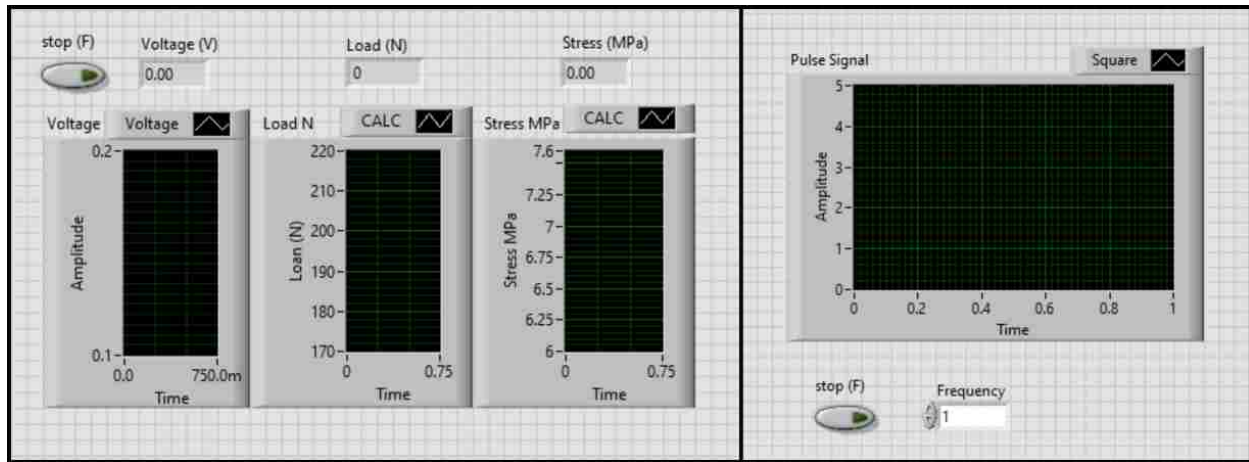 stop (F)
Voltage (V)
0.00
Load (N)
0
Stress (MPa)
0.00
Voltage
Voltage
0.2
0.1
Amplitude
0.0
750.0m
Time
Load N
CALC
220
210
200
190
180
170
Loan (N)
0
0.75
Time
Stress MPa
CALC
7.6
7.25
7
6.75
6.5
6.25
6
Stress MPa
0
0.75
Time
Pulse Signal
Square
5
4
3
2
1
0
Amplitude
0
0.2
0.4
0.6
0.8
1
Time
stop (F)
Frequency
1